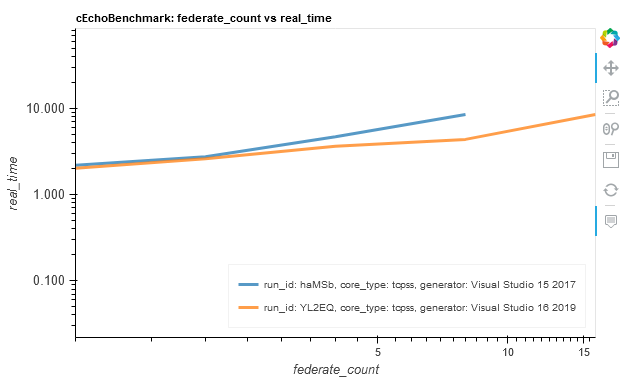 cEchoBenchmark: federate_count vs real_time
10.000
1.000
0.100
real_time
run_id: haMSb, core_type: tcpss, generator: Visual Studio 15 2017
run_id: YL2EQ, core_type: tcpss, generator: Visual Studio 16 2019
5
10
15
federate_count